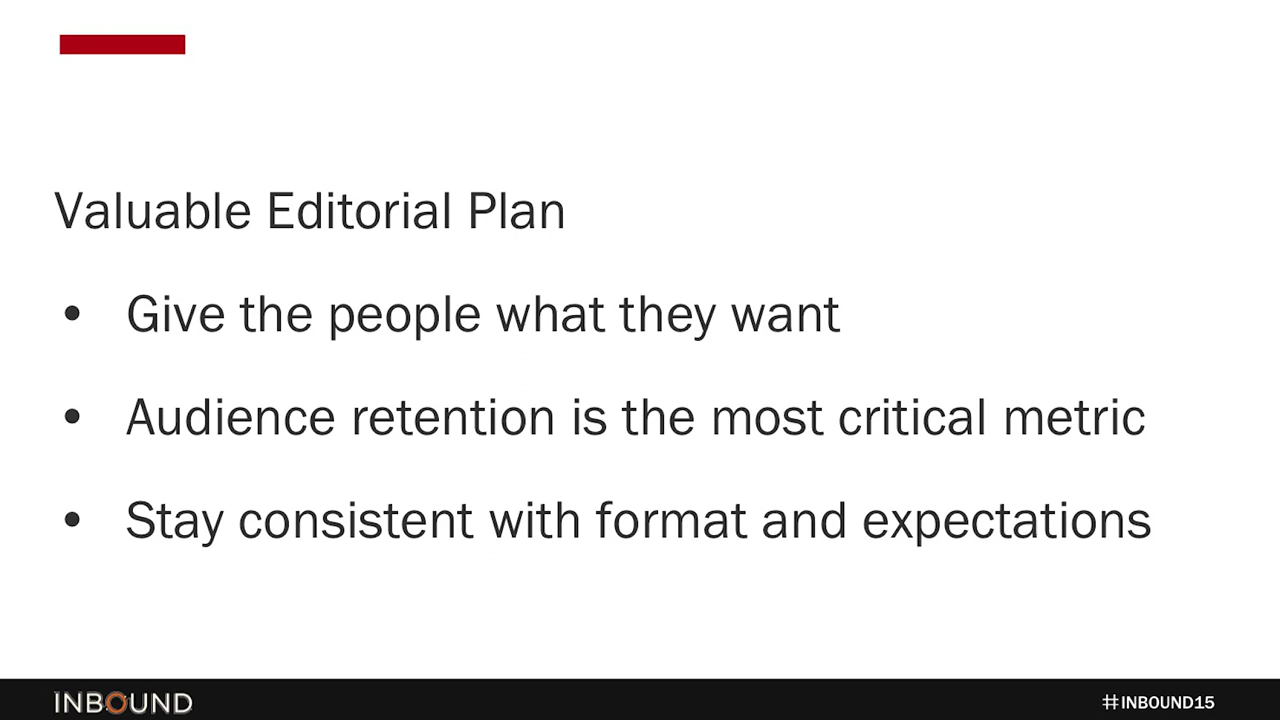 Valuable Editorial Plan
• Give the people what they want
• Audience retention is the most critical metric
• Stay consistent with format and expectations
INBOUND
#INBOUND15